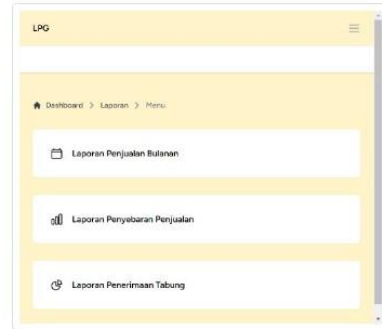 LPG
Dashboard > Laporan > Menu
Laporan Penjualan Bulanan
Laporan Penyebaran Penjualan
Laporan Penerimaan Tabung